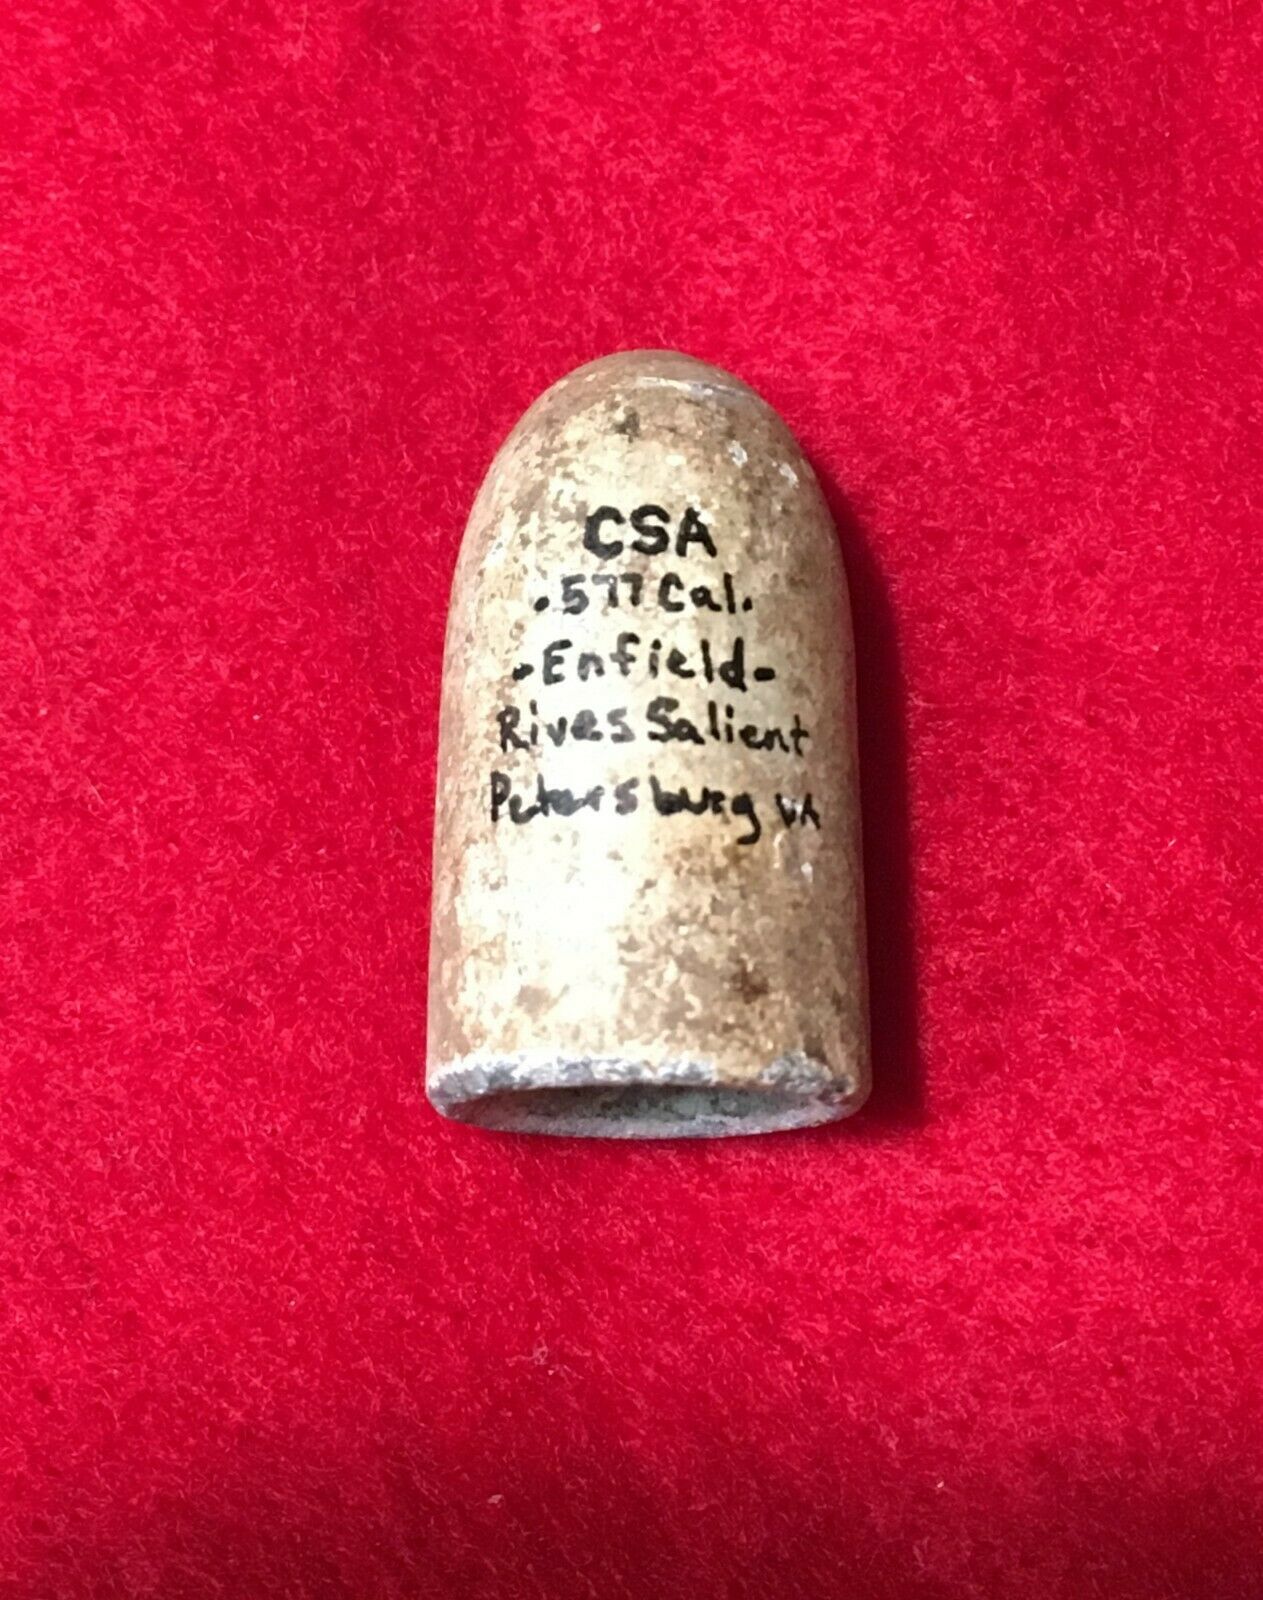 CSA
.577 Cal.
-Enfield-
Rives Salient
Petersburg VA